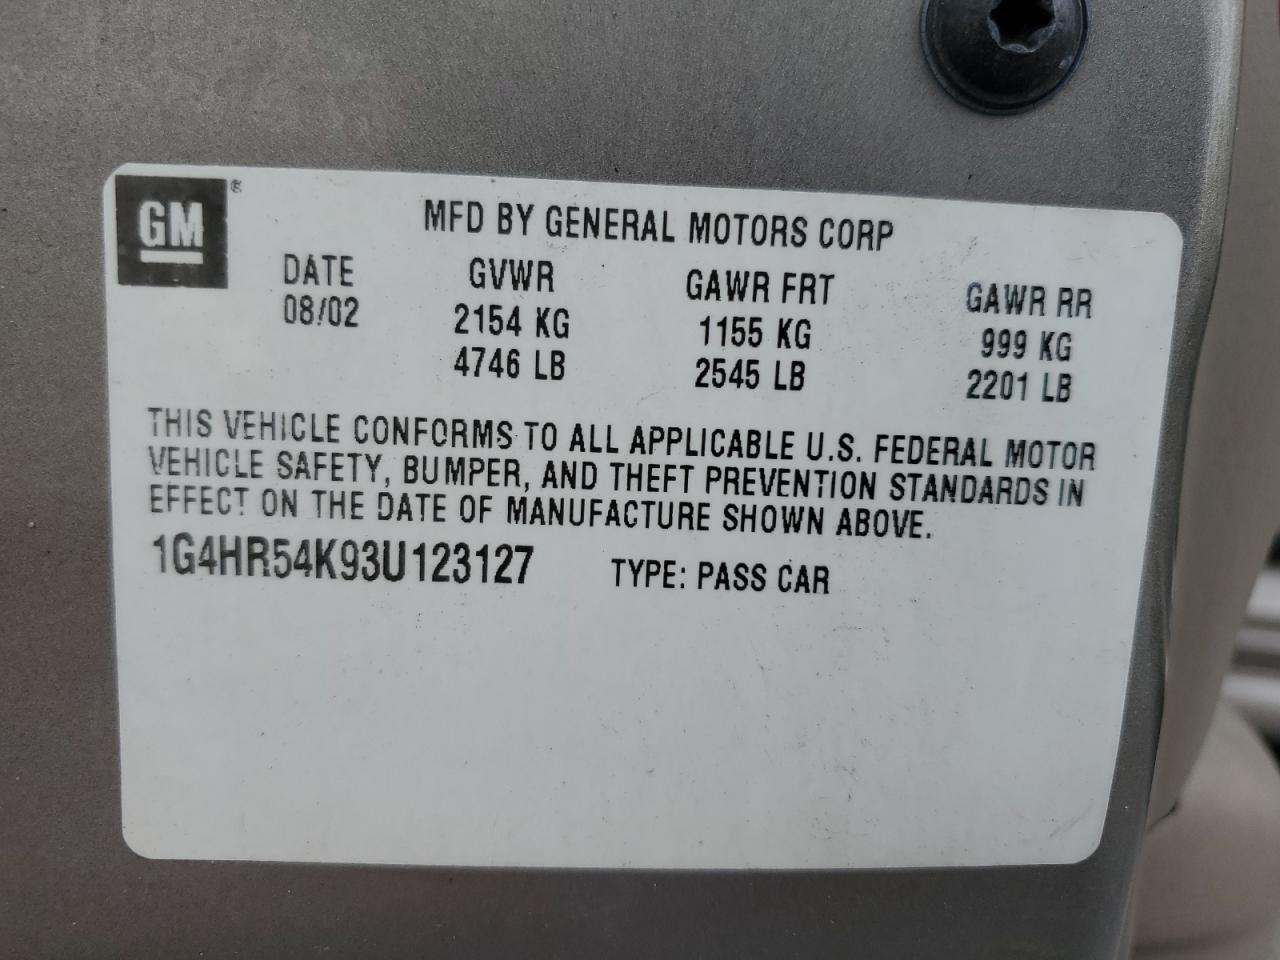 GM®
MFD BY GENERAL MOTORS CORP
DATE GVWR GAWR FRT GAWR RR
08/02 2154 KG 1155 KG 999 KG
4746 LB 2545 LB 2201 LB
THIS VEHICLE CONFORMS TO ALL APPLICABLE U.S. FEDERAL MOTOR
VEHICLE SAFETY, BUMPER, AND THEFT PREVENTION STANDARDS IN
EFFECT ON THE DATE OF MANUFACTURE SHOWN ABOVE.
1G4HR54K93U123127 TYPE: PASS CAR